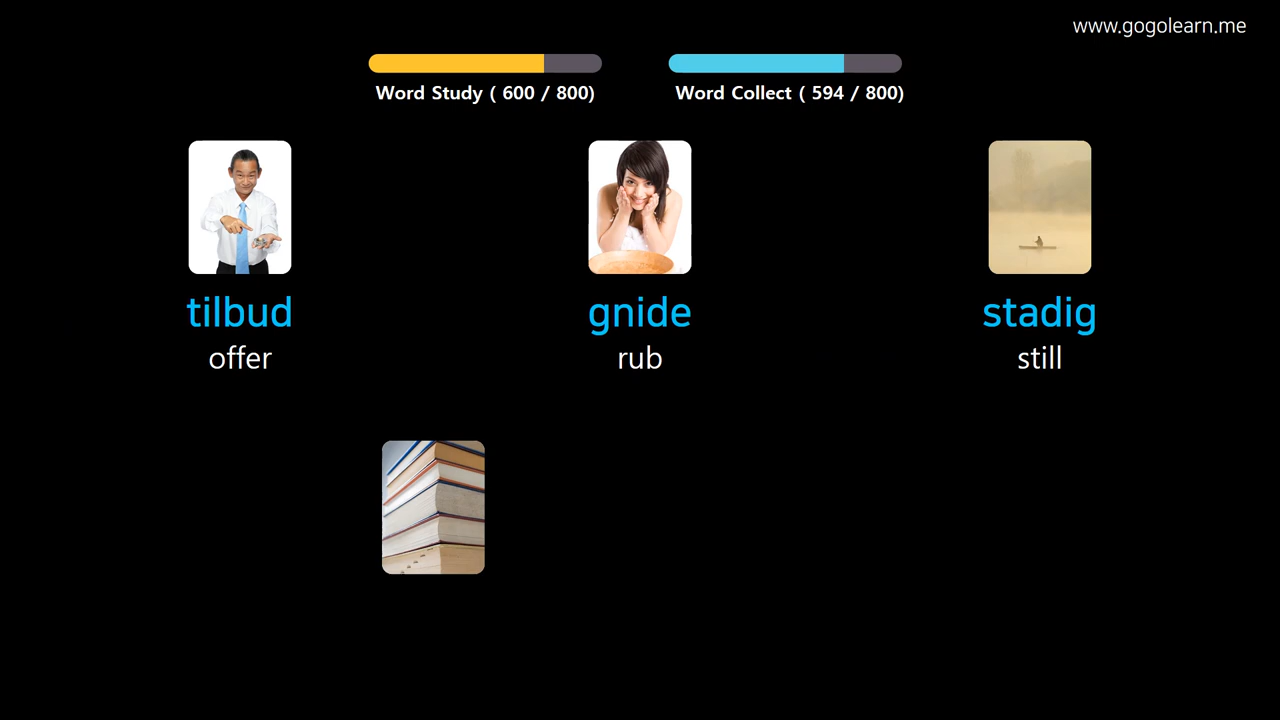 www.gogolearn.me
Word Study ( 600 / 800)
Word Collect ( 594 / 800)
tilbud
offer
gnide
rub
stadig
still